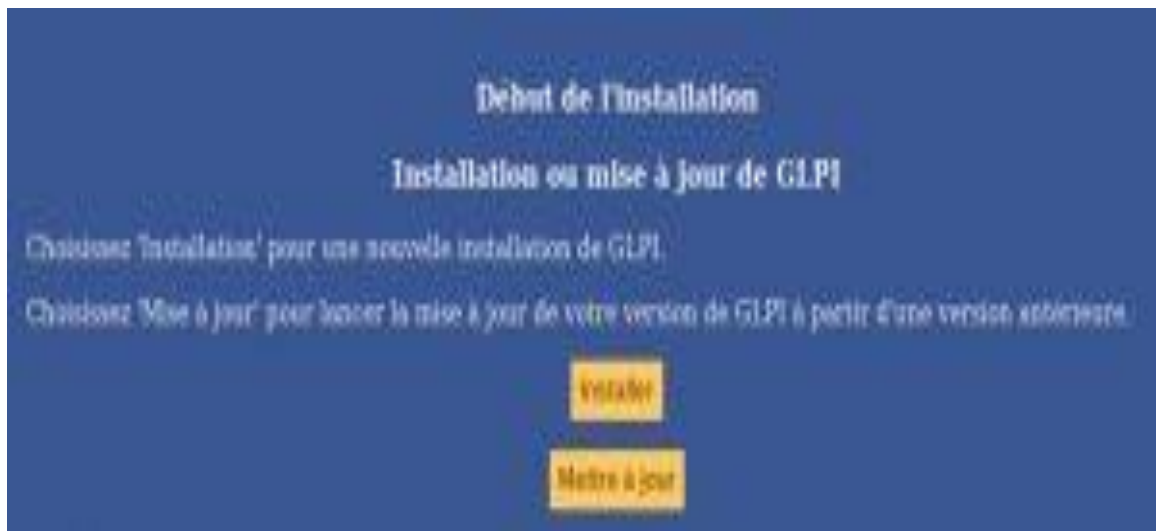 Début de l'installation
Installation ou mise à jour de GLPI
Choisissez 'Installation' pour une nouvelle installation de GLPI.
Choisissez 'Mise à jour' pour lancer la mise à jour de votre version de GLPI à partir d'une version antérieure.
Installer
Mettre à jour